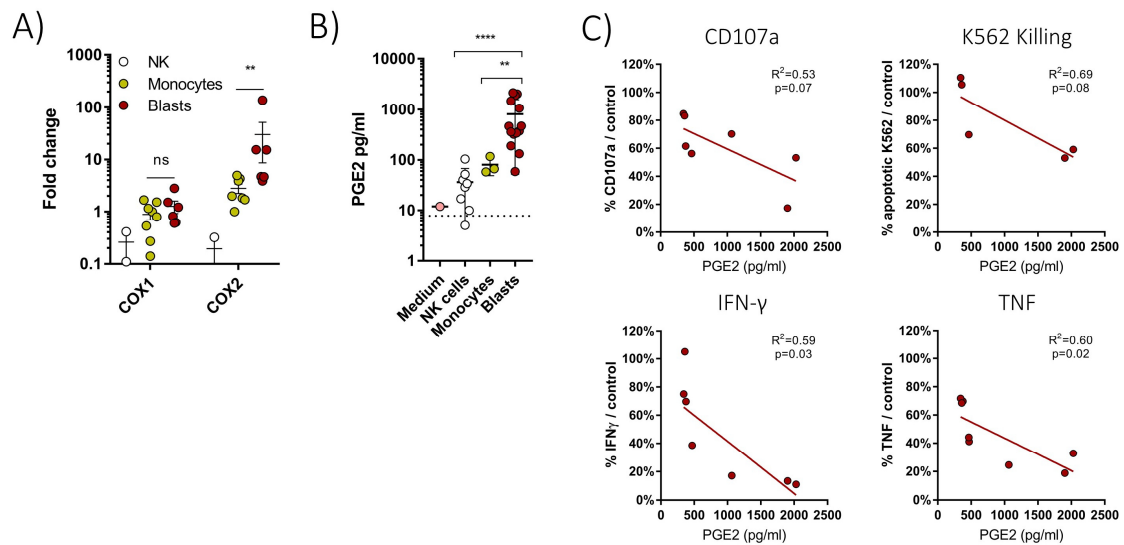 A)
1000
100
10
1
0.1
Fold change
NK
Monocytes
Blasts
ns
**
COX1
COX2
B)
****
**
10000
1000
100
10
1
PGE2 pg/ml
Medium
NK cells
Monocytes
Blasts
C)
CD107a
R²=0.53
p=0.07
120%
100%
80%
60%
40%
20%
0%
% CD107a / control
0 500 1000 1500 2000 2500
PGE2 (pg/ml)
K562 Killing
R²=0.69
p=0.08
120%
100%
80%
60%
40%
20%
0%
% apoptotic K562 / control
0 500 1000 1500 2000 2500
PGE2 (pg/ml)
IFN-γ
R²=0.59
p=0.03
120%
100%
80%
60%
40%
20%
0%
% IFNγ / control
0 500 1000 1500 2000 2500
PGE2 (pg/ml)
TNF
R²=0.60
p=0.02
120%
100%
80%
60%
40%
20%
0%
% TNF / control
0 500 1000 1500 2000 2500
PGE2 (pg/ml)